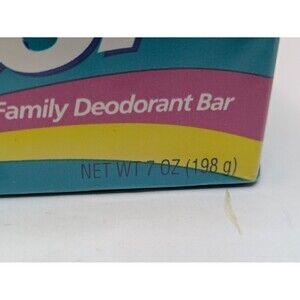 Family Deodorant Bar
NET WT 7 OZ (198 g)